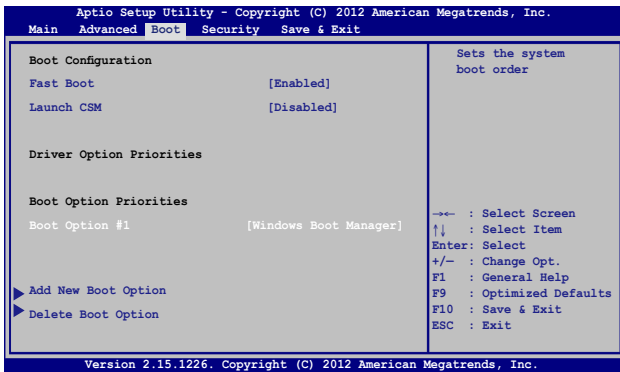 Aptio Setup Utility - Copyright (C) 2012 American Megatrends, Inc.
Main Advanced Boot Security Save & Exit
Boot Configuration
Fast Boot [Enabled]
Launch CSM [Disabled]
Driver Option Priorities
Boot Option Priorities
Boot Option #1 [Windows Boot Manager]
Add New Boot Option
Delete Boot Option
Sets the system
boot order
→← : Select Screen
↑↓ : Select Item
Enter: Select
+/— : Change Opt.
F1 : General Help
F9 : Optimized Defaults
F10 : Save & Exit
ESC : Exit
Version 2.15.1226. Copyright (C) 2012 American Megatrends, Inc.